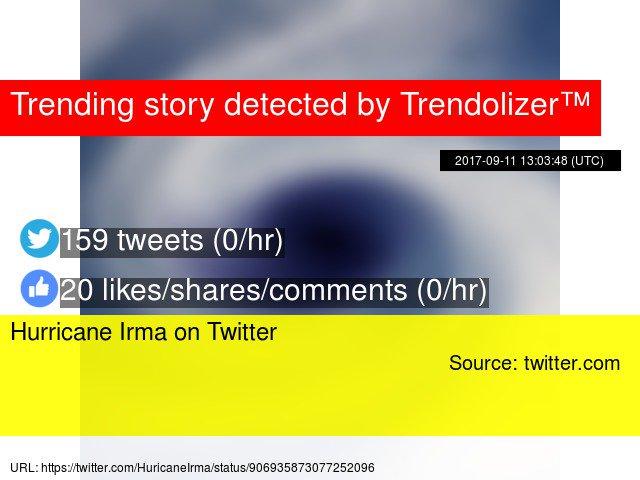 Trending story detected by Trendolizer™
2017-09-11 13:03:48 (UTC)
159 tweets (0/hr)
20 likes/shares/comments (0/hr)
Hurricane Irma on Twitter
Source: twitter.com
URL: https://twitter.com/HuricaneIrma/status/906935873077252096